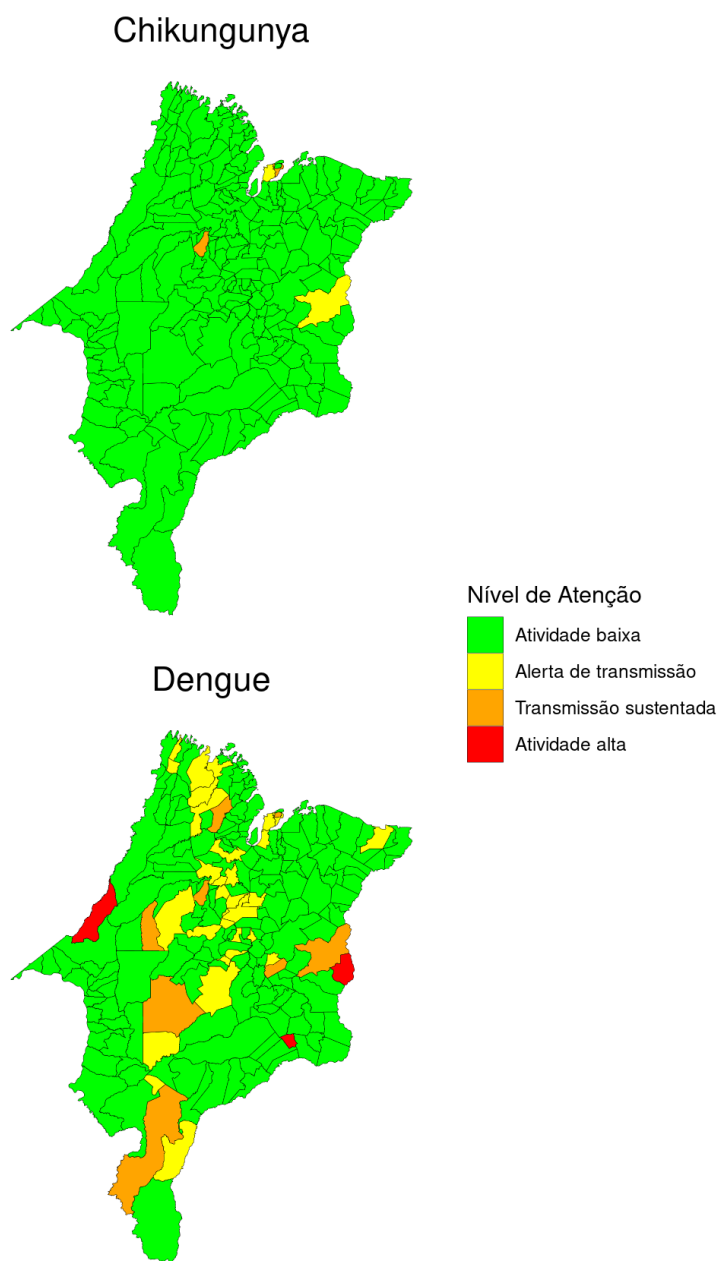 Chikungunya
Nível de Atenção
Atividade baixa
Alerta de transmissão
Transmissão sustentada
Atividade alta
Dengue